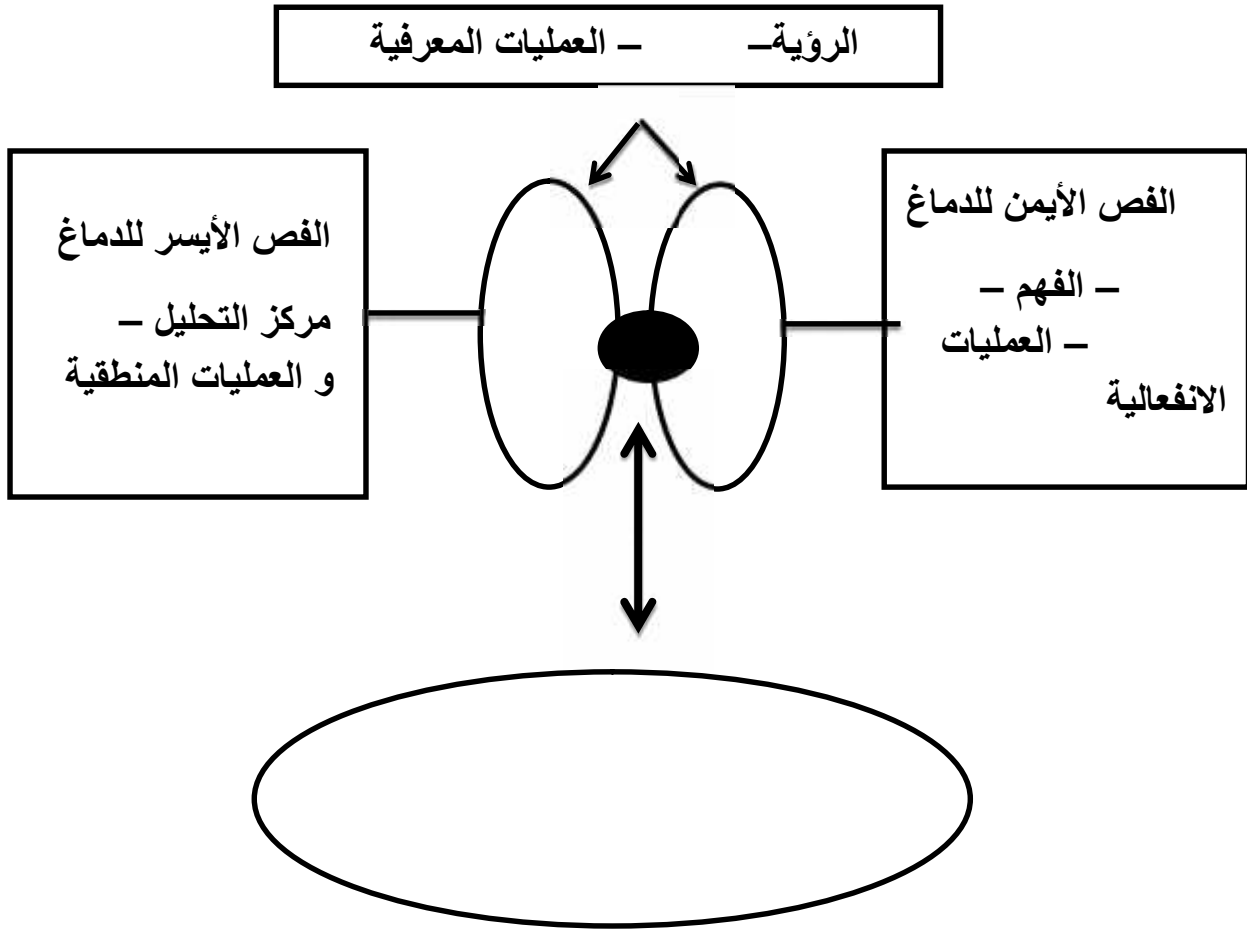 الرؤية– – العمليات المعرفية
الفص الأيمن للدماغ
– الفهم –
– العمليات
الانفعالية
الفص الأيسر للدماغ
مركز التحليل –
و العمليات المنطقية